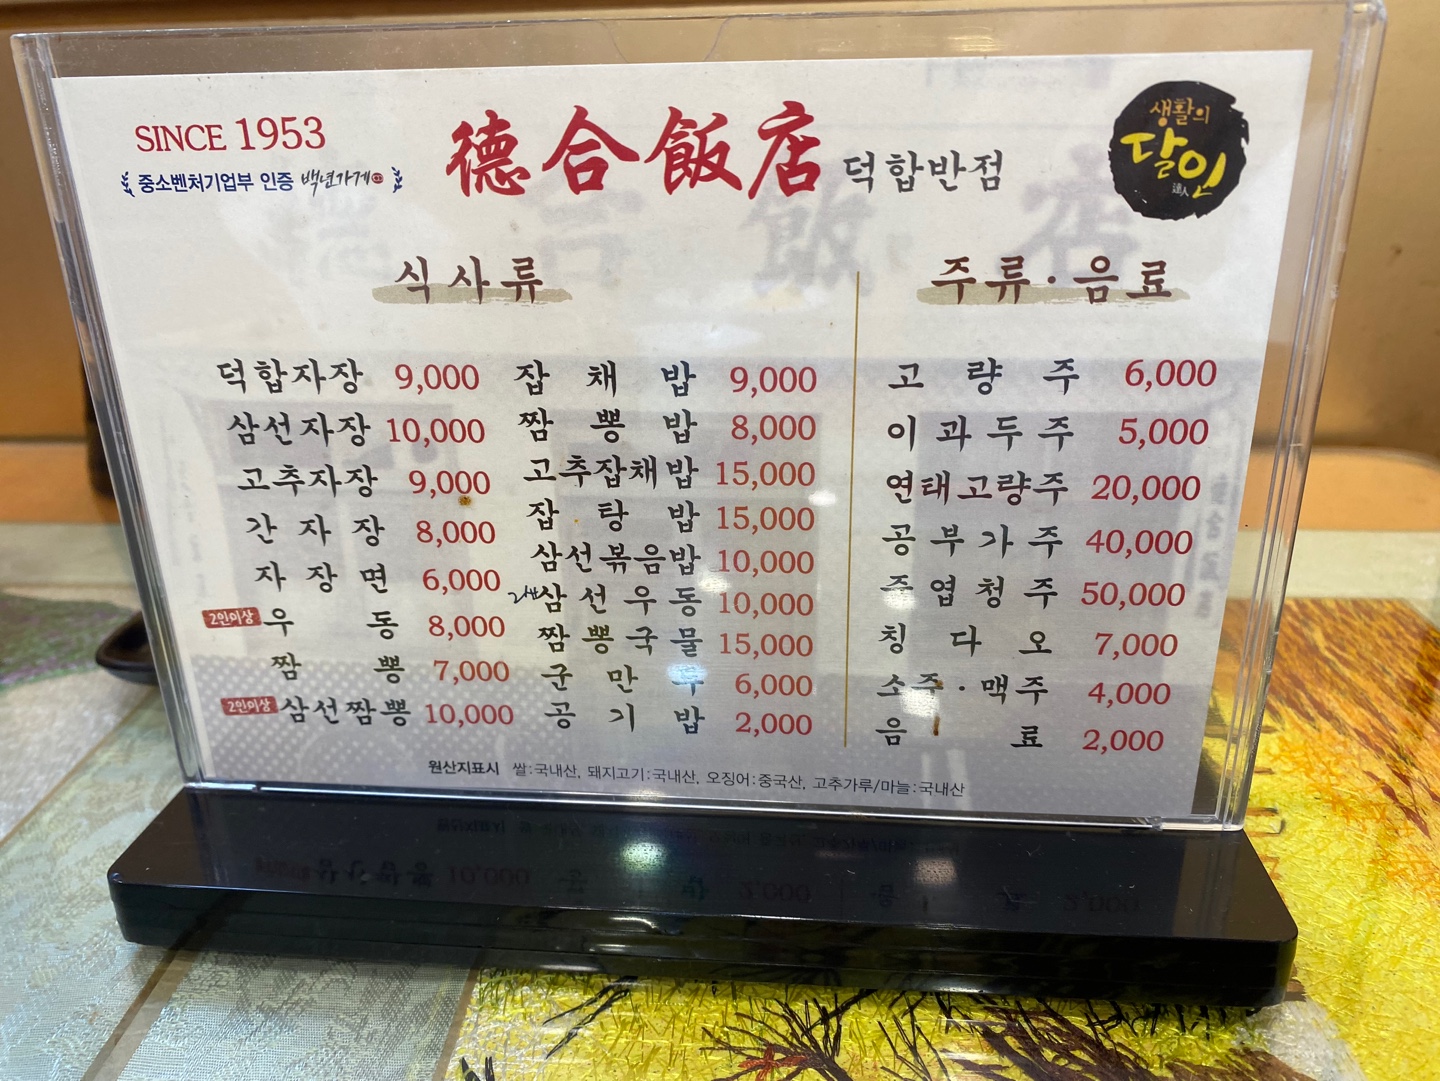 SINCE 1953
중소벤처기업부 인증 백년가게
德合飯店 덕합반점
생활의
달인
達人
식사류
덕합자장 9,000
삼선자장 10,000
고추자장 9,000
간자장 8,000
자장면 6,000
2인이상 우동 8,000
짬뽕 7,000
2인이상 삼선짬뽕 10,000
잡채밥 9,000
짬뽕밥 8,000
고추잡채밥 15,000
잡탕밥 15,000
삼선볶음밥 10,000
삼선우동 10,000
짬뽕국물 15,000
군만두 6,000
공기밥 2,000
주류·음료
고량주 6,000
이과두주 5,000
연태고량주 20,000
공부가주 40,000
주엽청주 50,000
칭다오 7,000
소주·맥주 4,000
음료 2,000
원산지표시 쌀:국내산, 돼지고기:국내산, 오징어:중국산, 고추가루/마늘:국내산